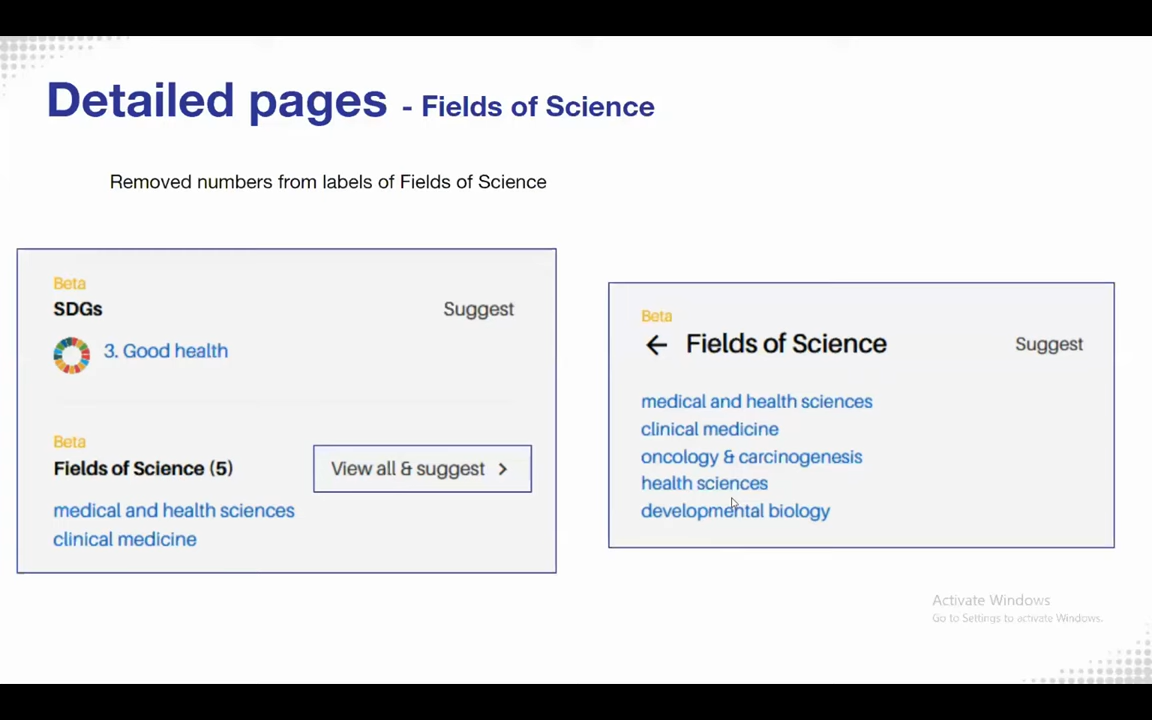 Detailed pages - Fields of Science
Removed numbers from labels of Fields of Science
Beta
SDGs
Suggest
3. Good health
Beta
Fields of Science (5)
View all & suggest
medical and health sciences
clinical medicine
Beta
Fields of Science
Suggest
medical and health sciences
clinical medicine
oncology & carcinogenesis
health sciences
developmental biology
Activate Windows
Go to Settings to activate Windows.